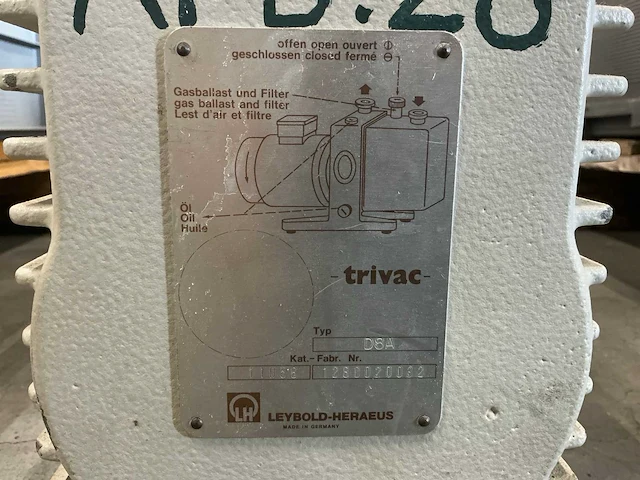 offen open ouvert
geschlossen closed fermé
Gasballast und Filter
gas ballast and filter
Lest d'air et filtre
Öl
Oil
Huile
-trivac-
Typ
D8A
Kat.-Fabr. Nr.
LH
LEYBOLD-HERAEUS
MADE IN GERMANY